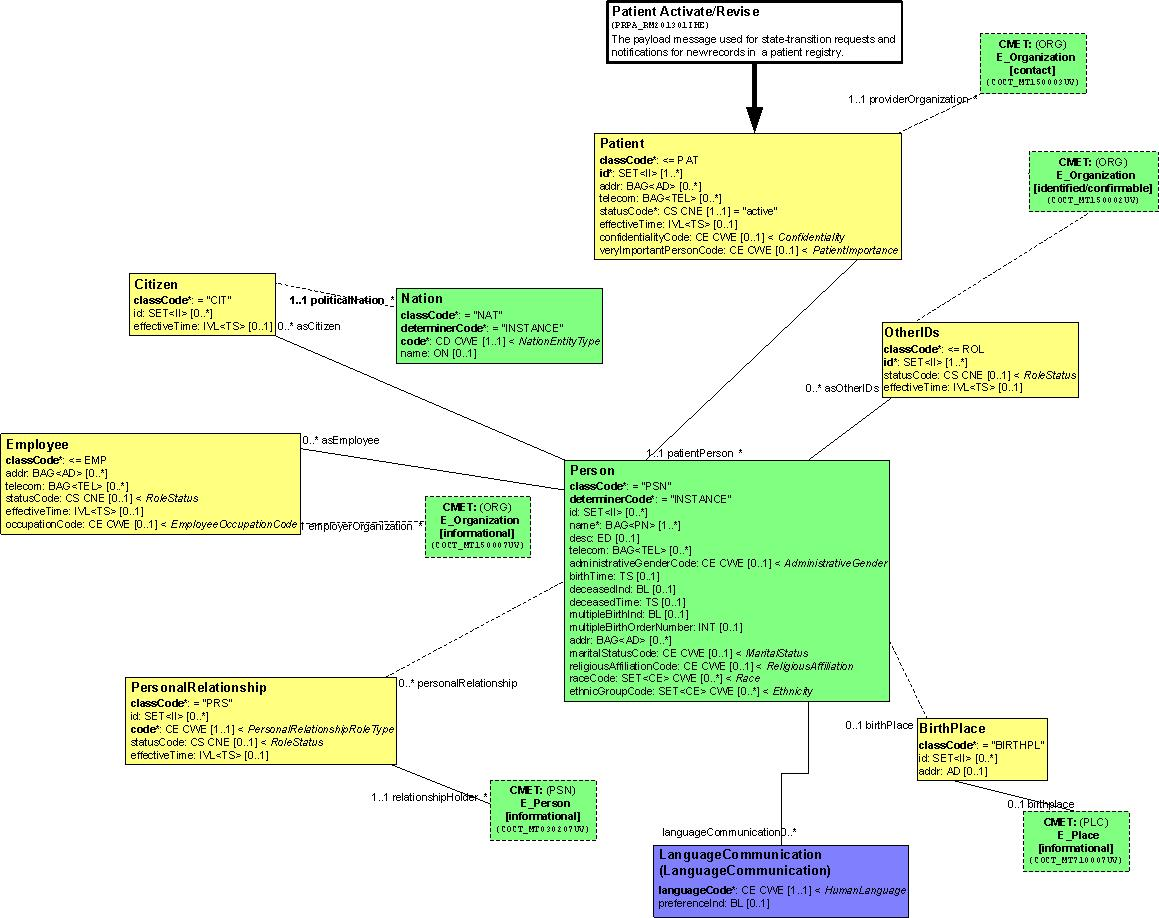 Patient Activate/Revise
(PRPA_RM201301IHE)
The payload message used for state-transition requests and
notifications for newrecords in a patient registry.
CMET: (ORG)
E_Organization
[contact]
(COCT_MT150003UV)
1..1 providerOrganization *
Patient
classCode*: <= PAT
id*: SET<II> [1..*]
addr: BAG<AD> [0..*]
telecom: BAG<TEL> [0..*]
statusCode*: CS CNE [1..1] = "active"
effectiveTime: IVL<TS> [0..1]
confidentialityCode: CE CWE [0..1] < Confidentiality
veryImportantPersonCode: CE CWE [0..1] < PatientImportance
CMET: (ORG)
E_Organization
[identified/confirmable]
(COCT_MT150002UV)
Citizen
classCode*: = "CIT"
id: SET<II> [0..*]
effectiveTime: IVL<TS> [0..1]
0..* asCitizen
1..1 politicalNation *
Nation
classCode*: = "NAT"
determinerCode*: = "INSTANCE"
code*: CD CWE [1..1] < NationEntityType
name: ON [0..1]
OtherIDs
classCode*: <= ROL
id*: SET<II> [1..*]
statusCode: CS CNE [0..1] < RoleStatus
effectiveTime: IVL<TS> [0..1]
0..* asOtherIDs
Employee
classCode*: <= EMP
addr: BAG<AD> [0..*]
telecom: BAG<TEL> [0..*]
statusCode: CS CNE [0..1] < RoleStatus
effectiveTime: IVL<TS> [0..1]
occupationCode: CE CWE [0..1] < EmployeeOccupationCode
0..* asEmployee
employerOrganization *
CMET: (ORG)
E_Organization
[informational]
(COCT_MT150007UV)
1..1 patientPerson *
Person
classCode*: = "PSN"
determinerCode*: = "INSTANCE"
id: SET<II> [0..*]
name*: BAG<PN> [1..*]
desc: ED [0..1]
telecom: BAG<TEL> [0..*]
administrativeGenderCode: CE CWE [0..1] < AdministrativeGender
birthTime: TS [0..1]
deceasedInd: BL [0..1]
deceasedTime: TS [0..1]
multipleBirthInd: BL [0..1]
multipleBirthOrderNumber: INT [0..1]
addr: BAG<AD> [0..*]
maritalStatusCode: CE CWE [0..1] < MaritalStatus
religiousAffiliationCode: CE CWE [0..1] < ReligiousAffiliation
raceCode: SET<CE> CWE [0..*] < Race
ethnicGroupCode: SET<CE> CWE [0..*] < Ethnicity
PersonalRelationship
classCode*: = "PRS"
id: SET<II> [0..*]
code*: CE CWE [1..1] < PersonalRelationshipRoleType
statusCode: CS CNE [0..1] < RoleStatus
effectiveTime: IVL<TS> [0..1]
0..* personalRelationship
1..1 relationshipHolder *
CMET: (PSN)
E_Person
[informational]
(COCT_MT030207UV)
0..1 birthPlace
BirthPlace
classCode*: = "BIRTHPL"
id: SET<II> [0..*]
addr: AD [0..1]
0..1 birthplace
CMET: (PLC)
E_Place
[informational]
(COCT_MT710007UV)
languageCommunication 0..*
LanguageCommunication
(LanguageCommunication)
languageCode*: CE CWE [1..1] < HumanLanguage
preferenceInd: BL [0..1]